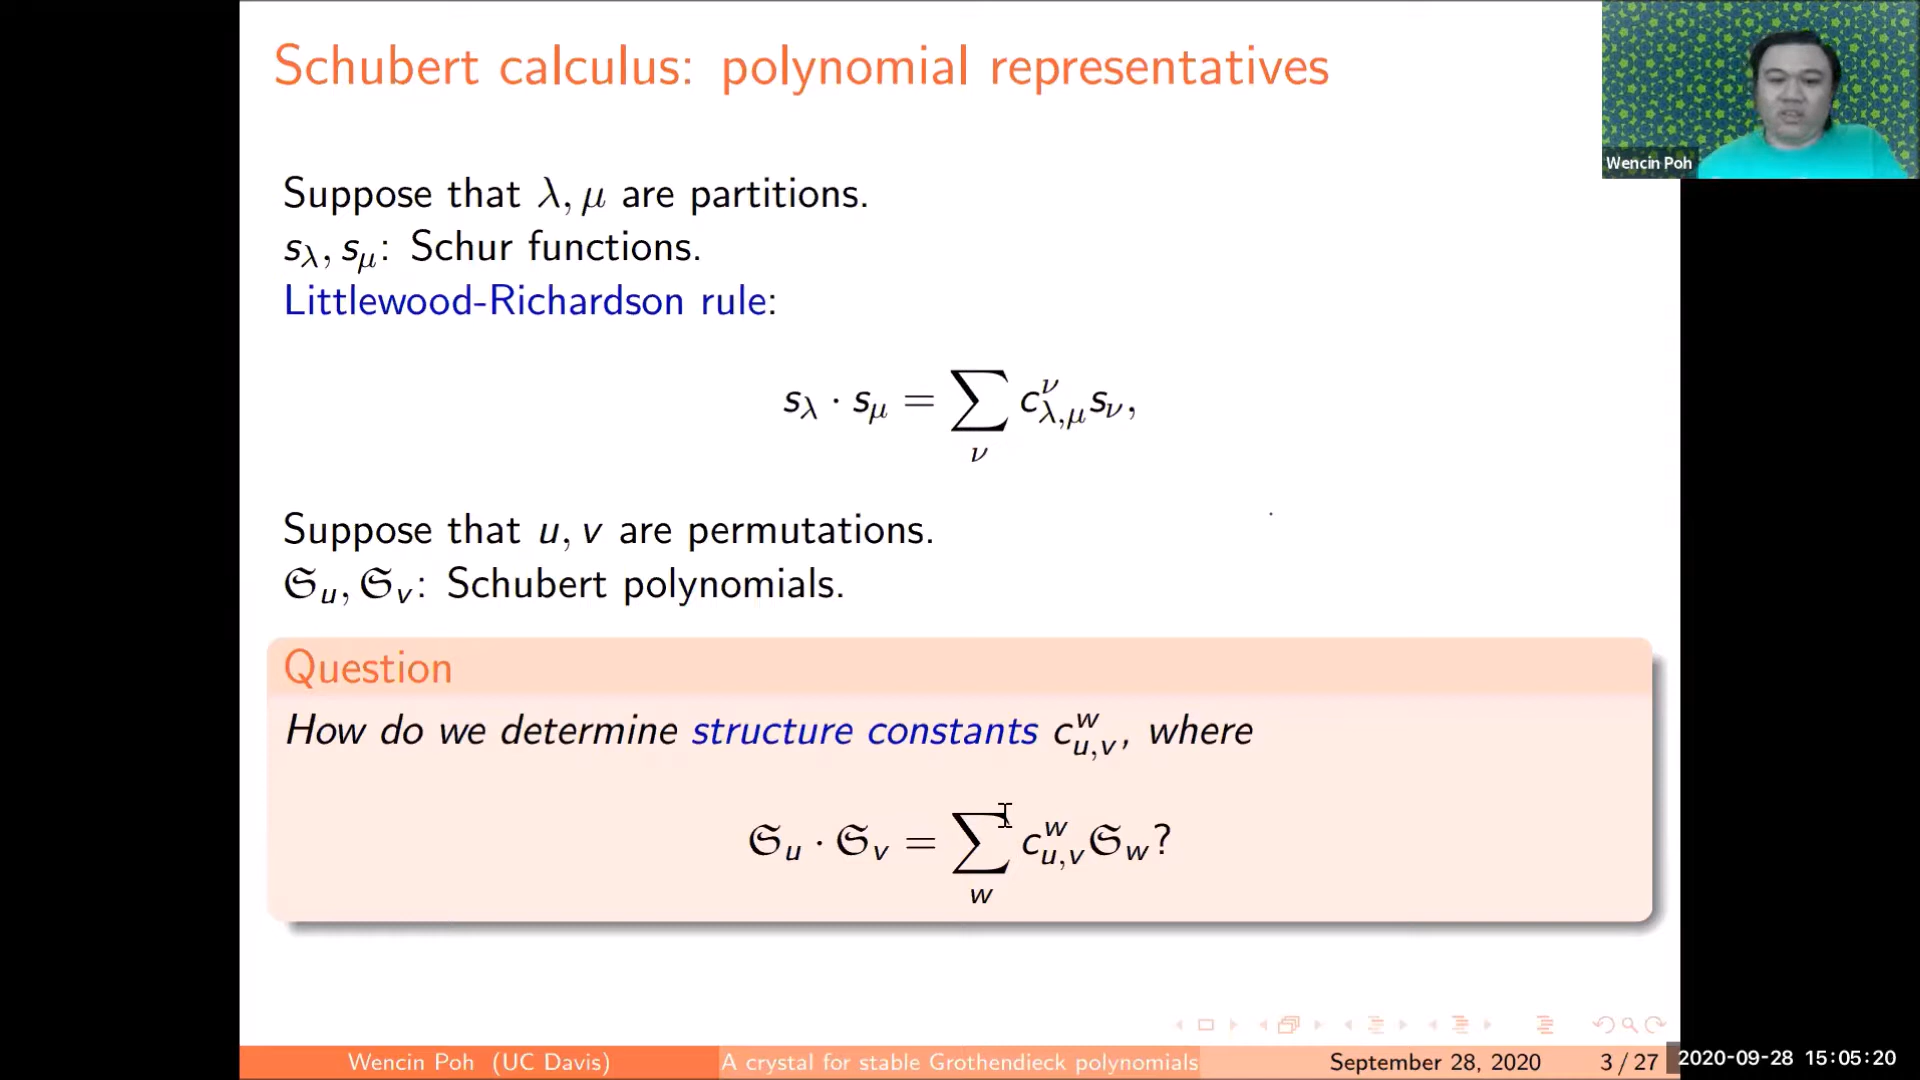 Schubert calculus: polynomial representatives
Wencin Poh
Suppose that λ, μ are partitions.
s_λ, s_μ: Schur functions.
Littlewood-Richardson rule:
s_λ · s_μ = ∑_ν c^ν_{λ,μ} s_ν,
Suppose that u, v are permutations.
𝔖_u, 𝔖_v: Schubert polynomials.
Question
How do we determine structure constants c^w_{u,v}, where
𝔖_u · 𝔖_v = ∑_w c^w_{u,v} 𝔖_w?
Wencin Poh (UC Davis) A crystal for stable Grothendieck polynomials September 28, 2020 3 / 27 2020-09-28 15:05:20